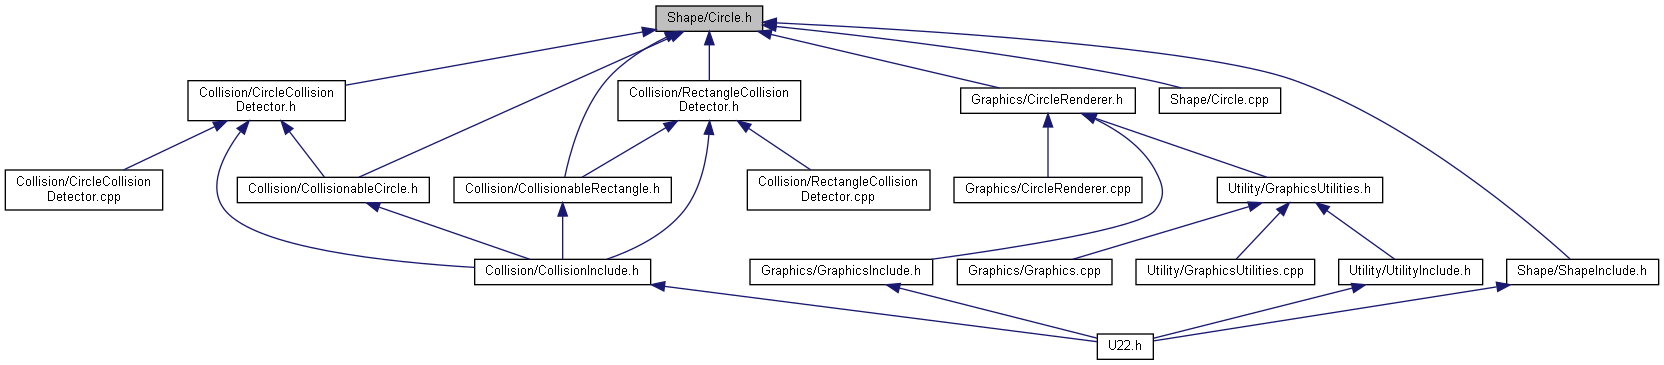 Shape/Circle.h
Collision/CircleCollision
Detector.h
Collision/RectangleCollision
Detector.h
Graphics/CircleRenderer.h
Shape/Circle.cpp
Collision/CircleCollision
Detector.cpp
Collision/CollisionableCircle.h
Collision/CollisionableRectangle.h
Collision/RectangleCollision
Detector.cpp
Graphics/CircleRenderer.cpp
Utility/GraphicsUtilities.h
Collision/CollisionInclude.h
Graphics/GraphicsInclude.h
Graphics/Graphics.cpp
Utility/GraphicsUtilities.cpp
Utility/UtilityInclude.h
Shape/ShapeInclude.h
U22.h